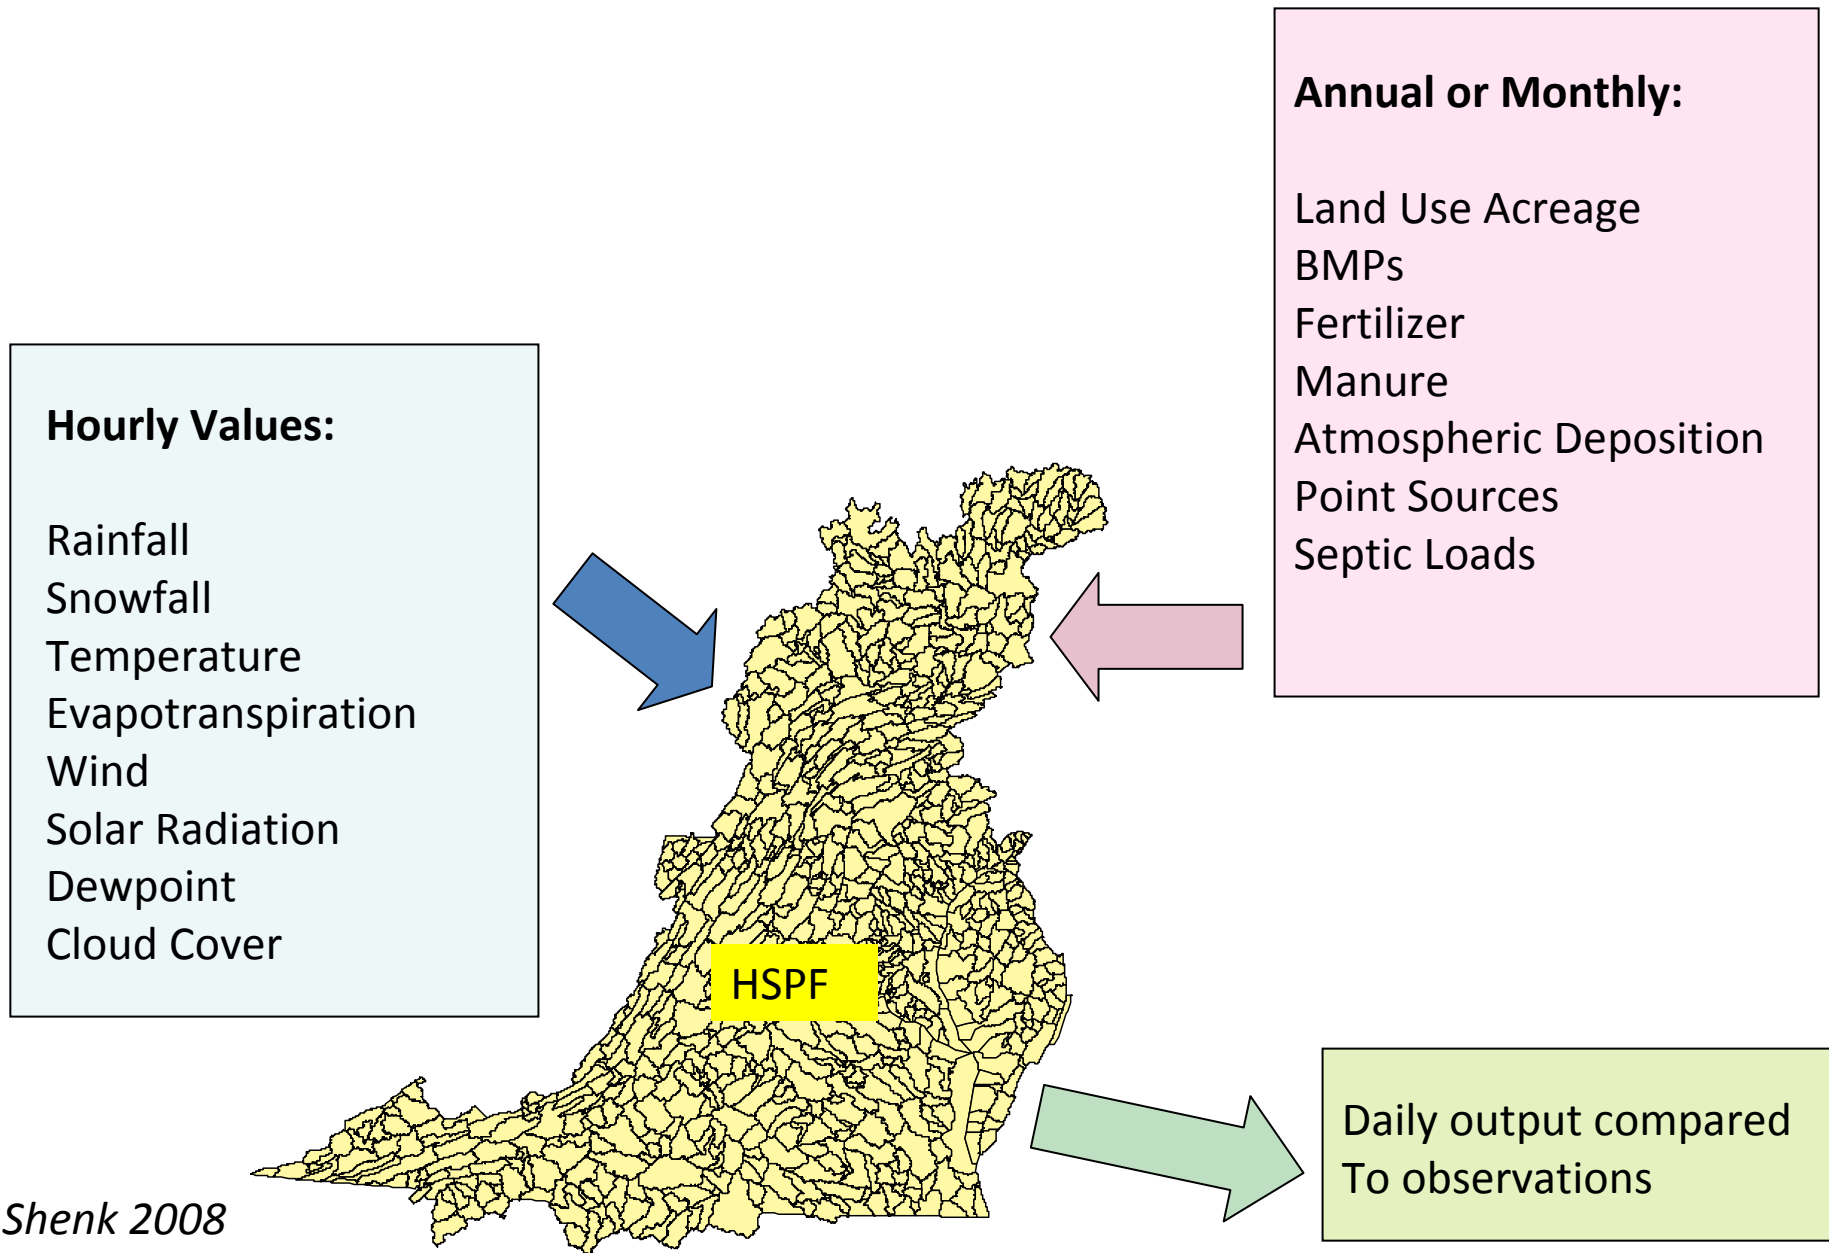 Annual or Monthly:
Land Use Acreage
BMPs
Fertilizer
Manure
Atmospheric Deposition
Point Sources
Septic Loads
Hourly Values:
Rainfall
Snowfall
Temperature
Evapotranspiration
Wind
Solar Radiation
Dewpoint
Cloud Cover
HSPF
Daily output compared
To observations
Shenk 2008